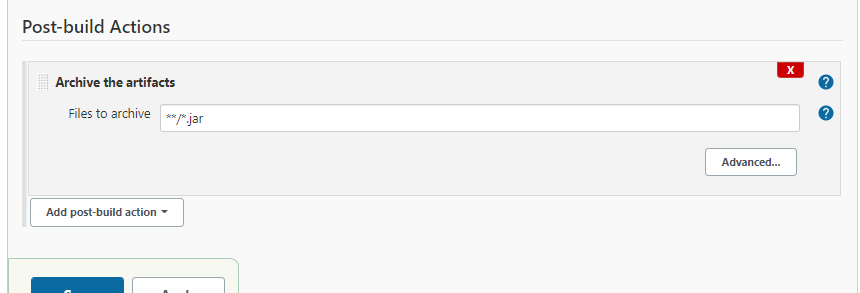 Post-build Actions
X
Archive the artifacts
?
Files to archive
**/*.jar
?
Advanced...
Add post-build action